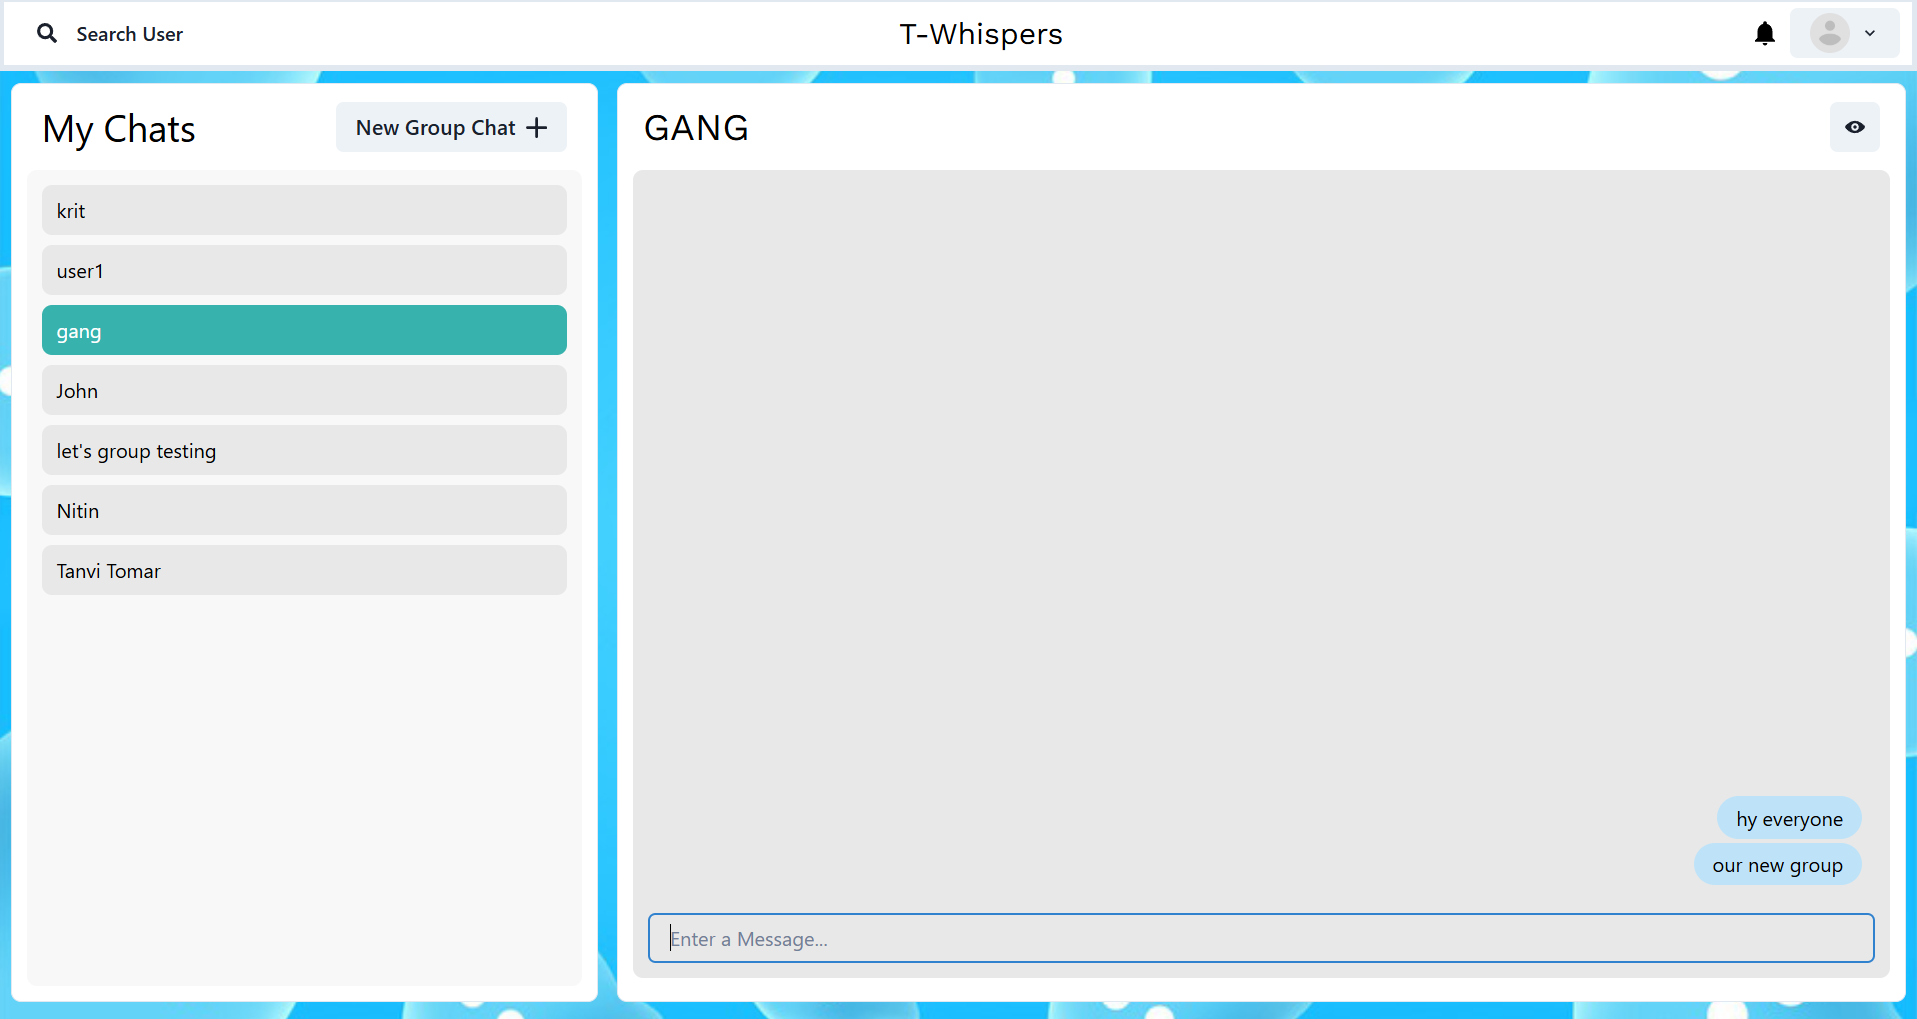 Search User
T-Whispers
My Chats
New Group Chat
krit
user1
gang
John
let's group testing
Nitin
Tanvi Tomar
GANG
hy everyone
our new group
Enter a Message...